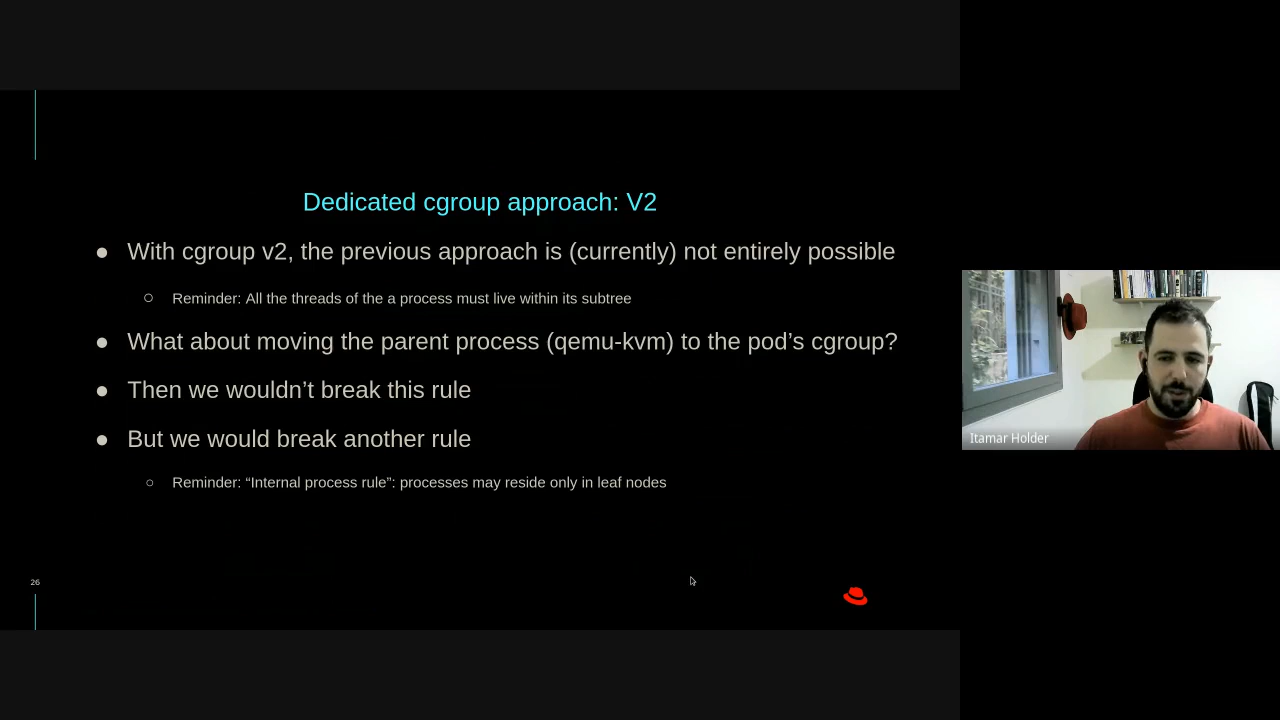 Dedicated cgroup approach: V2
● With cgroup v2, the previous approach is (currently) not entirely possible
○ Reminder: All the threads of the a process must live within its subtree
● What about moving the parent process (qemu-kvm) to the pod’s cgroup?
● Then we wouldn’t break this rule
● But we would break another rule
○ Reminder: “Internal process rule”: processes may reside only in leaf nodes
26
Itamar Holder